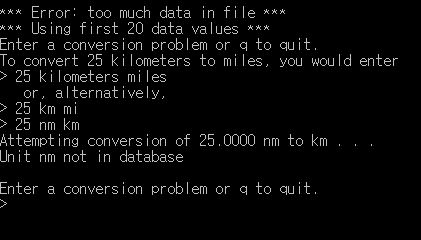 *** Error: too much data in file ***
*** Using first 20 data values ***
Enter a conversion problem or q to quit.
To convert 25 kilometers to miles, you would enter
> 25 kilometers miles
   or, alternatively,
> 25 km mi
> 25 nm km
Attempting conversion of 25.0000 nm to km . . .
Unit nm not in database

Enter a conversion problem or q to quit.
>